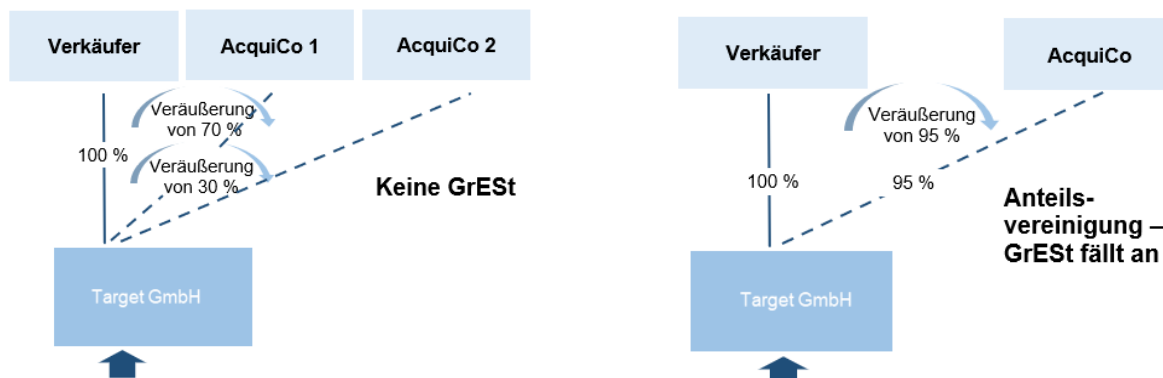 Verkäufer
AcquiCo 1
AcquiCo 2
Veräußerung
von 70 %
100 %
Veräußerung
von 30 %
Keine GrESt
Target GmbH
Verkäufer
AcquiCo
Veräußerung
von 95 %
100 %
95 %
Anteils-
vereinigung –
GrESt fällt an
Target GmbH